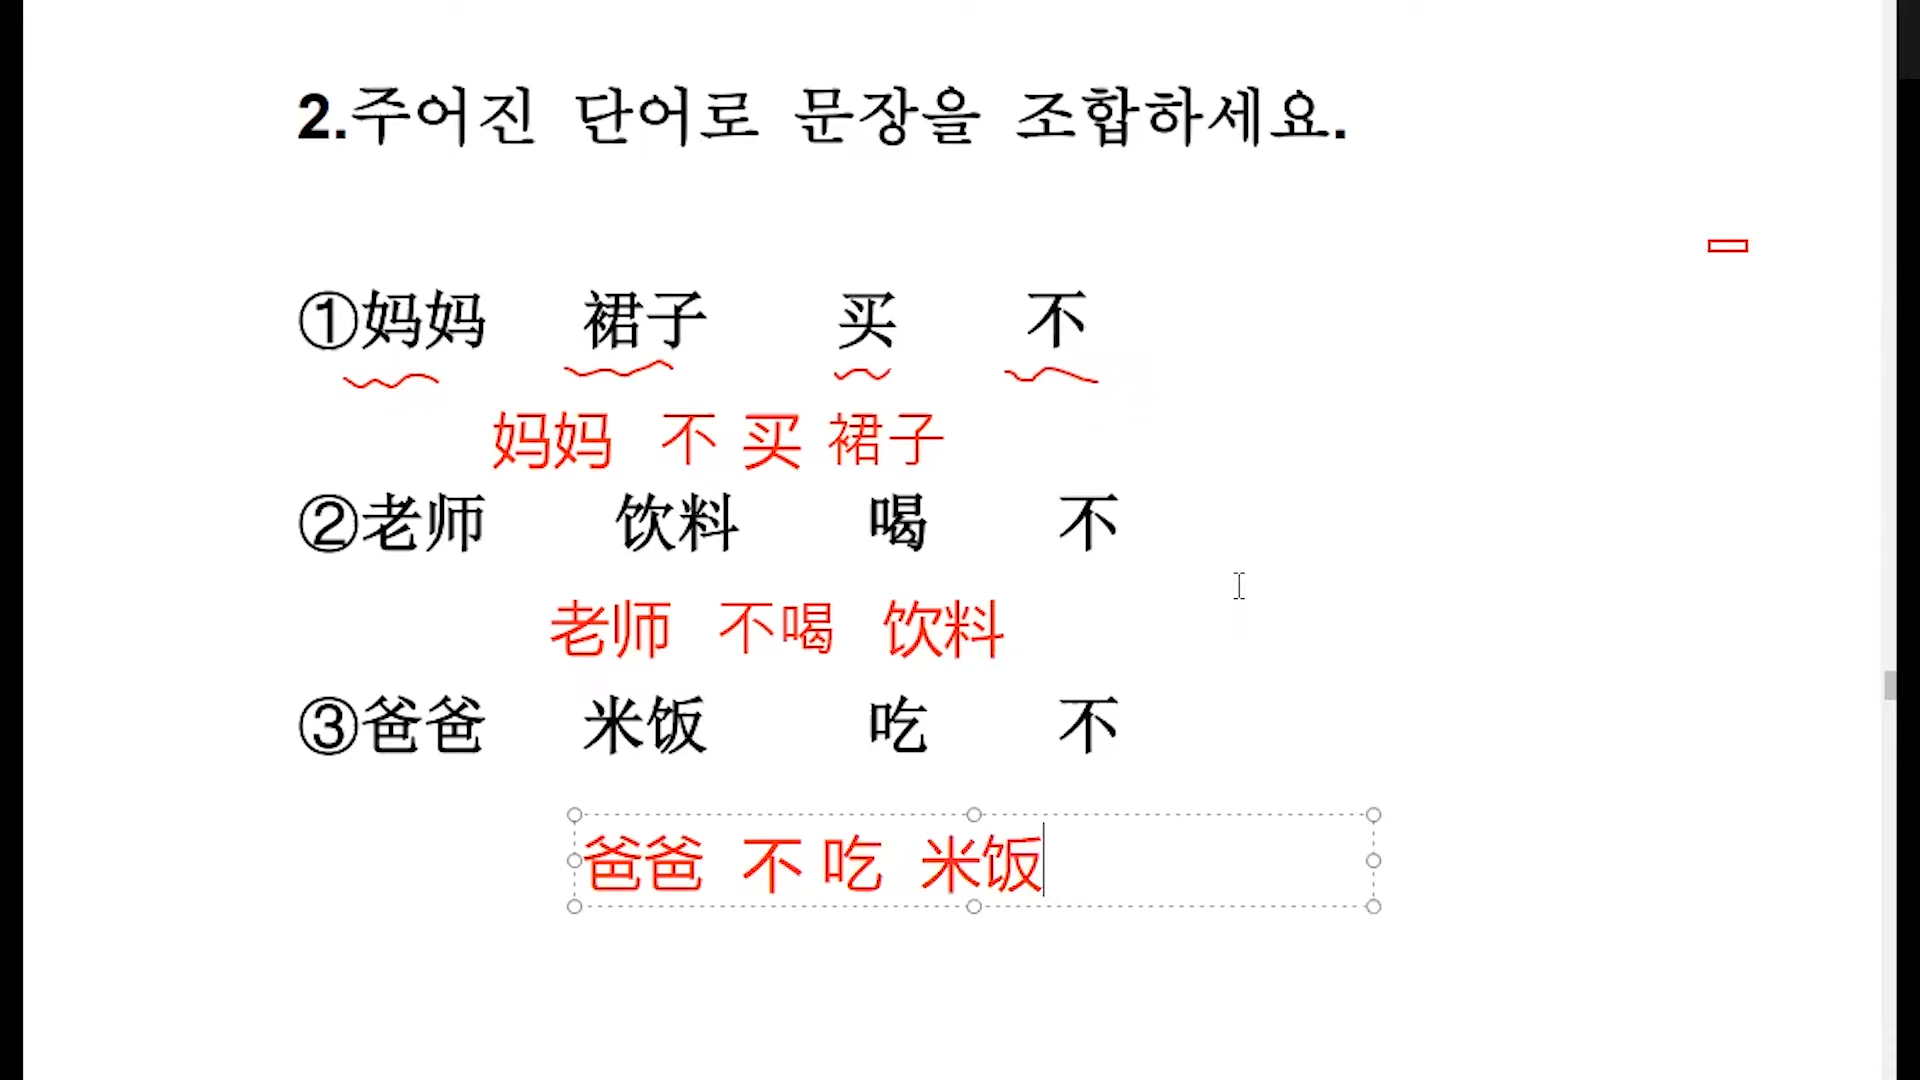 2.주어진 단어로 문장을 조합하세요.
①妈妈 裙子 买 不
妈妈 不 买 裙子
②老师 饮料 喝 不
老师 不喝 饮料
③爸爸 米饭 吃 不
爸爸 不 吃 米饭